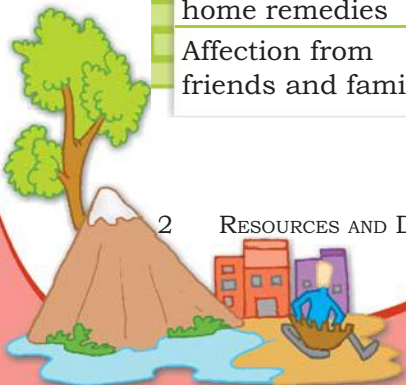 home remedies
Affection from
friends and fami
2 RESOURCES AND D